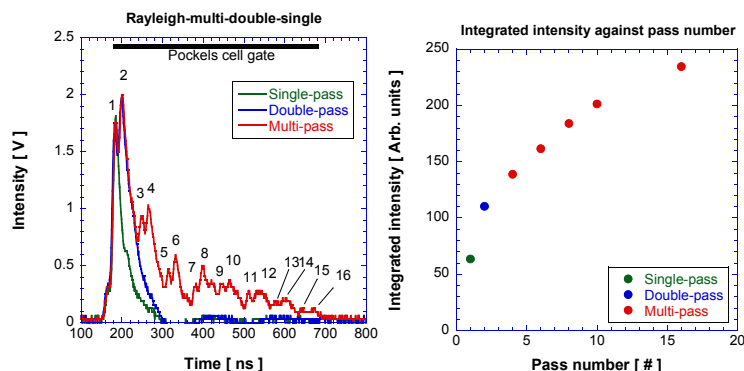 Rayleigh-multi-double-single
Pockels cell gate
Single-pass
Double-pass
Multi-pass
1
2
3
4
5
6
7
8
9
10
11
12
13
14
15
16
2.5
2
1.5
1
0.5
0
Intensity [ V ]
100 200 300 400 500 600 700 800
Time [ ns ]
Integrated intensity against pass number
250
200
150
100
50
0
Integrated intensity [ Arb. units ]
Single-pass
Double-pass
Multi-pass
0 5 10 15 20
Pass number [ # ]